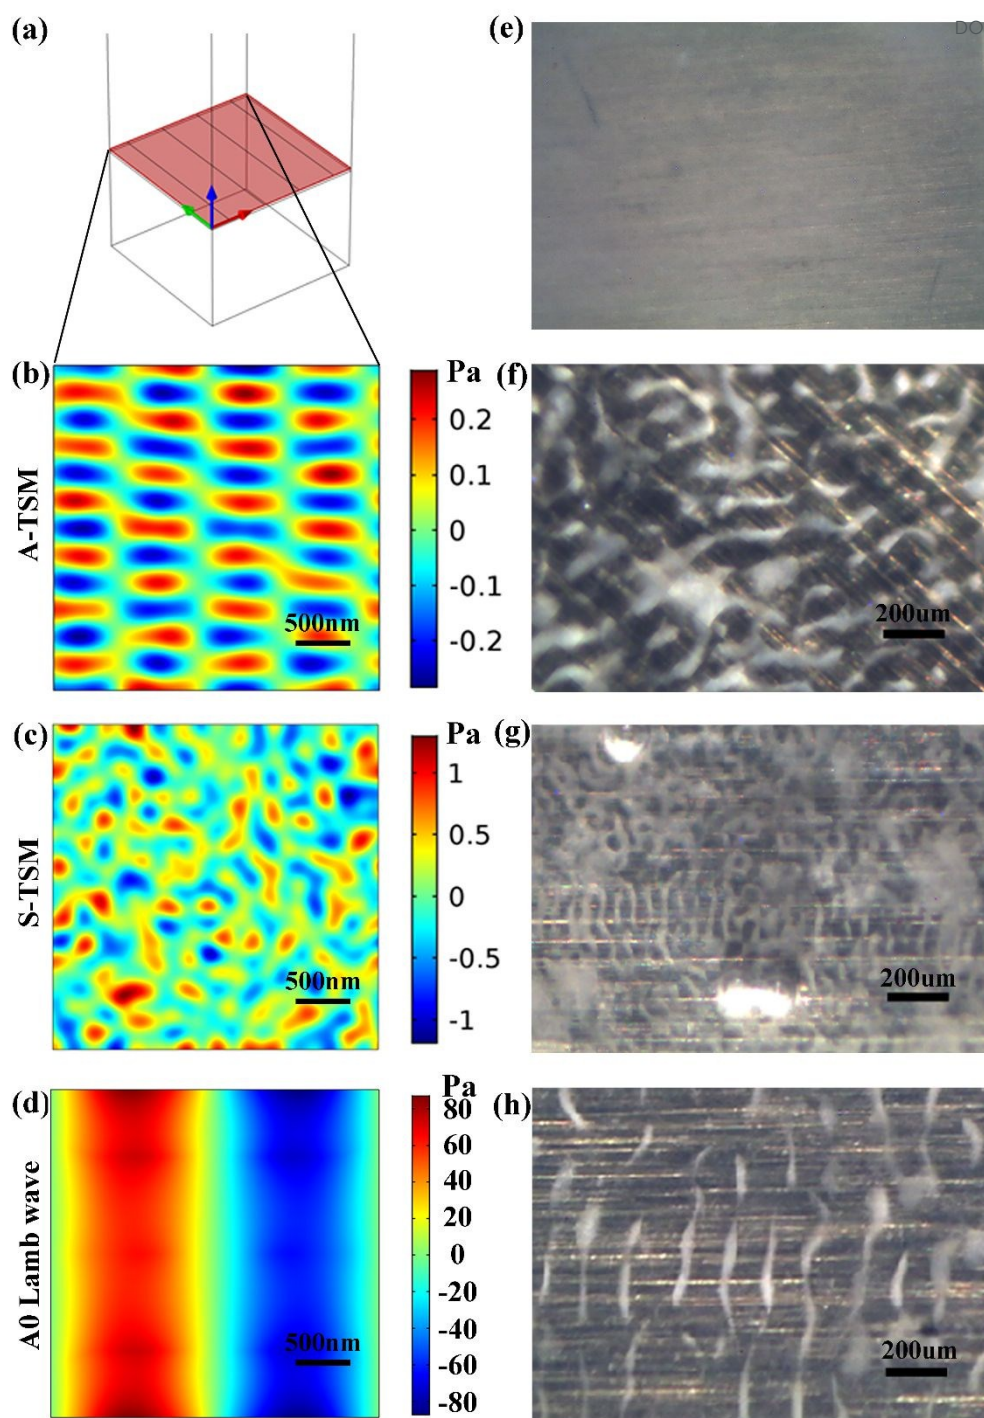 (a)
(e)
DO
(b)
Pa
0.2
0.1
0
-0.1
-0.2
A-TSM
500nm
(f)
200um
(c)
Pa
1
0.5
0
-0.5
-1
S-TSM
500nm
(g)
200um
(d)
Pa
80
60
40
20
0
-20
-40
-60
-80
A0 Lamb wave
500nm
(h)
200um